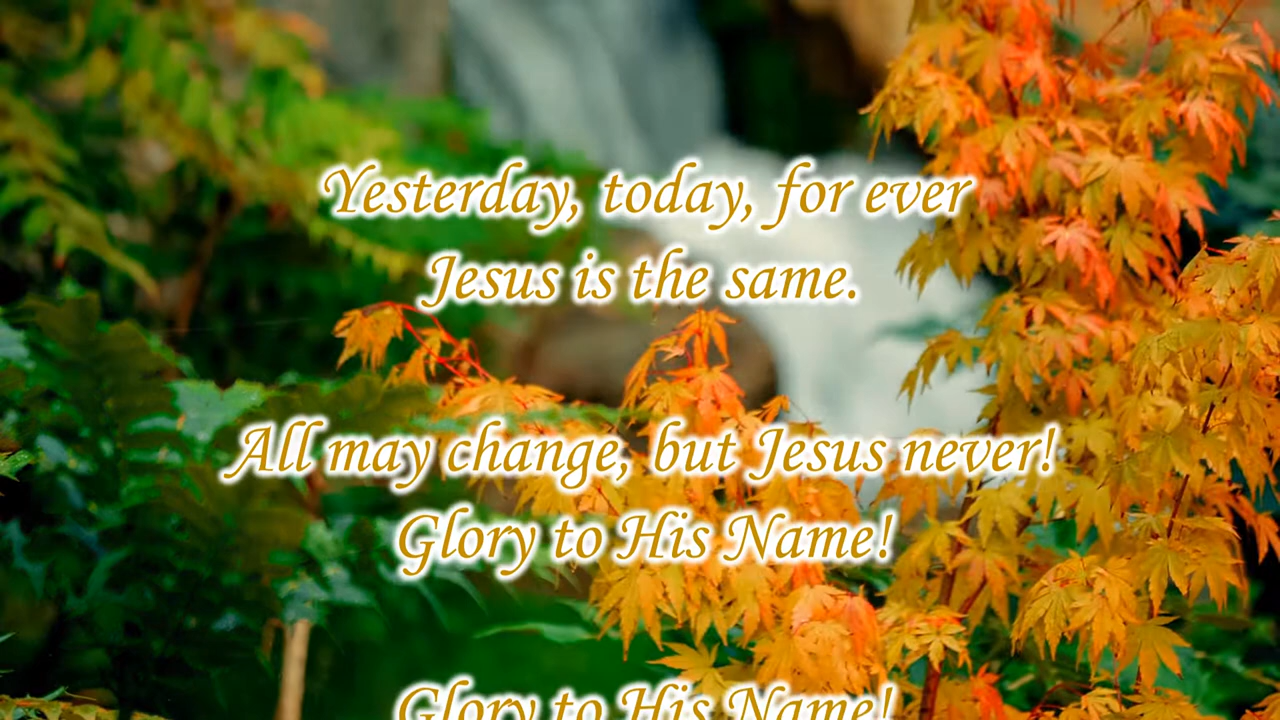 Yesterday, today, for ever
Jesus is the same.
All may change, but Jesus never!
Glory to His Name!
Glory to His Name!